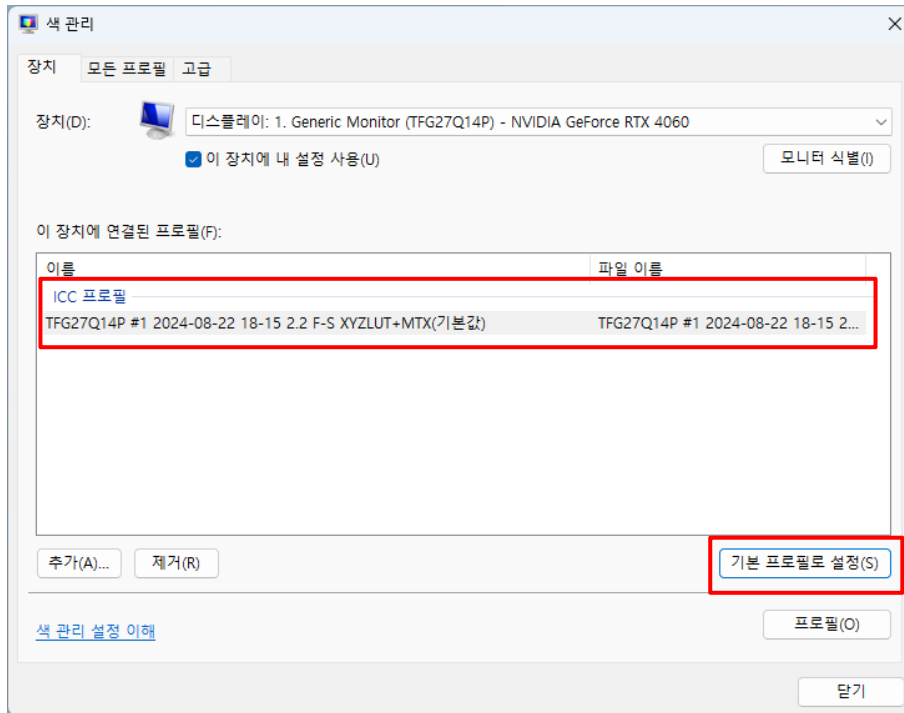 색 관리
장치
모든 프로필
고급
장치(D):
디스플레이: 1. Generic Monitor (TFG27Q14P) - NVIDIA GeForce RTX 4060
이 장치에 내 설정 사용(U)
모니터 식별(I)
이 장치에 연결된 프로필(F):
이름
파일 이름
ICC 프로필
TFG27Q14P #1 2024-08-22 18-15 2.2 F-S XYZLUT+MTX(기본값)
TFG27Q14P #1 2024-08-22 18-15 2...
추가(A)...
제거(R)
기본 프로필로 설정(S)
색 관리 설정 이해
프로필(O)
닫기